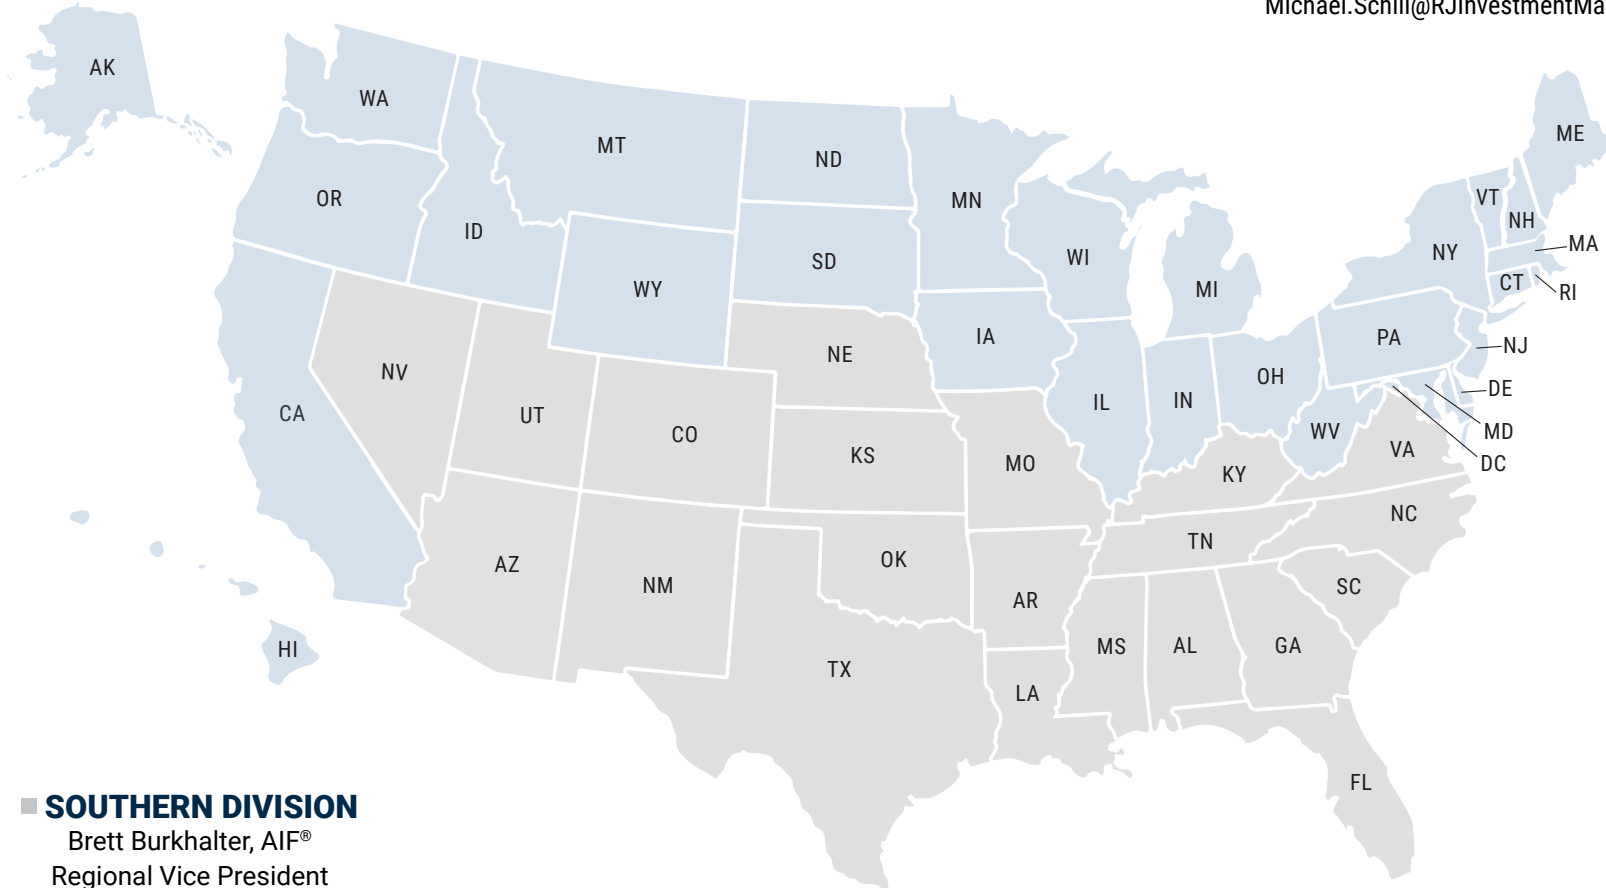 Michael.Schill@RJInvestmentMa
AK
WA
MT
ND
MN
ME
OR
ID
VT
NH
WI
NY
MA
SD
WY
MI
CT
RI
IA
PA
NJ
NE
NV
OH
DE
CA
UT
IL
IN
CO
WV
MD
KS
MO
VA
DC
KY
NC
TN
AZ
OK
NM
AR
SC
HI
MS
AL
GA
TX
LA
FL
SOUTHERN DIVISION
Brett Burkhalter, AIF®
Regional Vice President